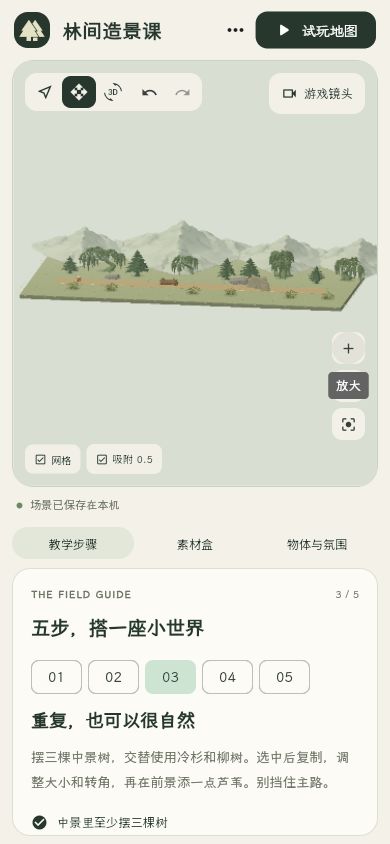 林间造景课
试玩地图
3D
游戏镜头
放大
网格
吸附 0.5
场景已保存在本机
教学步骤
素材盒
物体与氛围
THE FIELD GUIDE
3 / 5
五步，搭一座小世界
01
02
03
04
05
重复，也可以很自然
摆三棵中景树，交替使用冷杉和柳树。选中后复制，调
整大小和转角，再在前景添一点芦苇。别挡住主路。
中景里至少摆三棵树